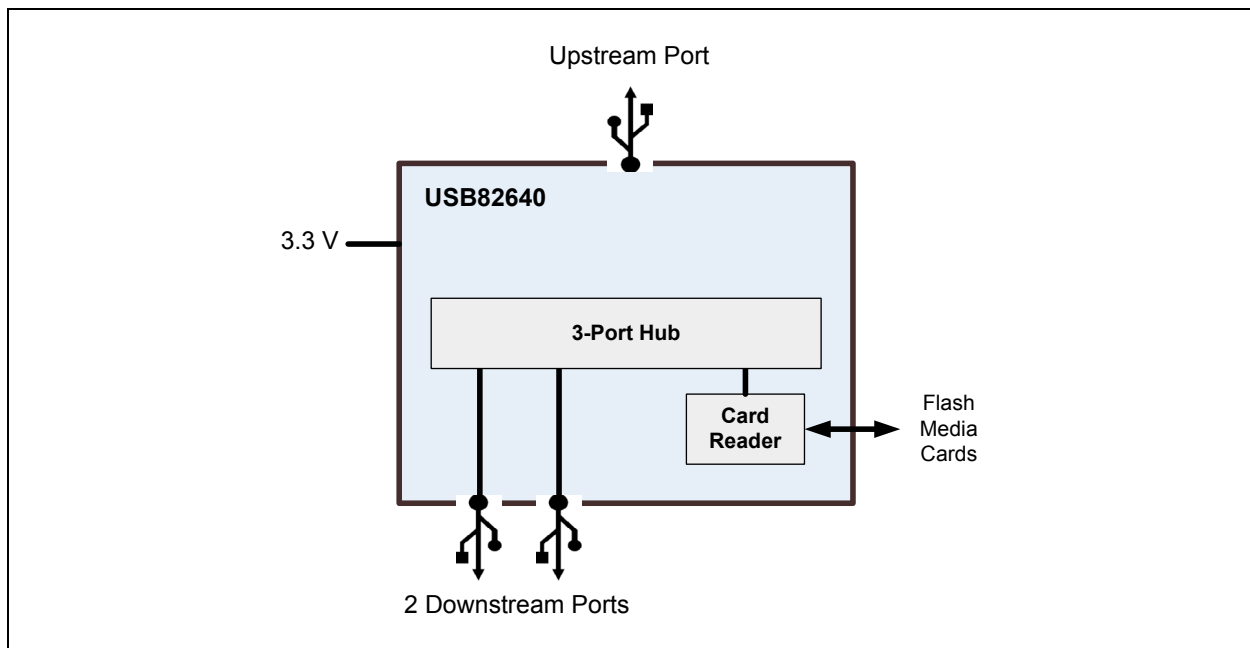 Upstream Port
USB82640
3.3 V
3-Port Hub
Card
Reader
Flash
Media
Cards
2 Downstream Ports